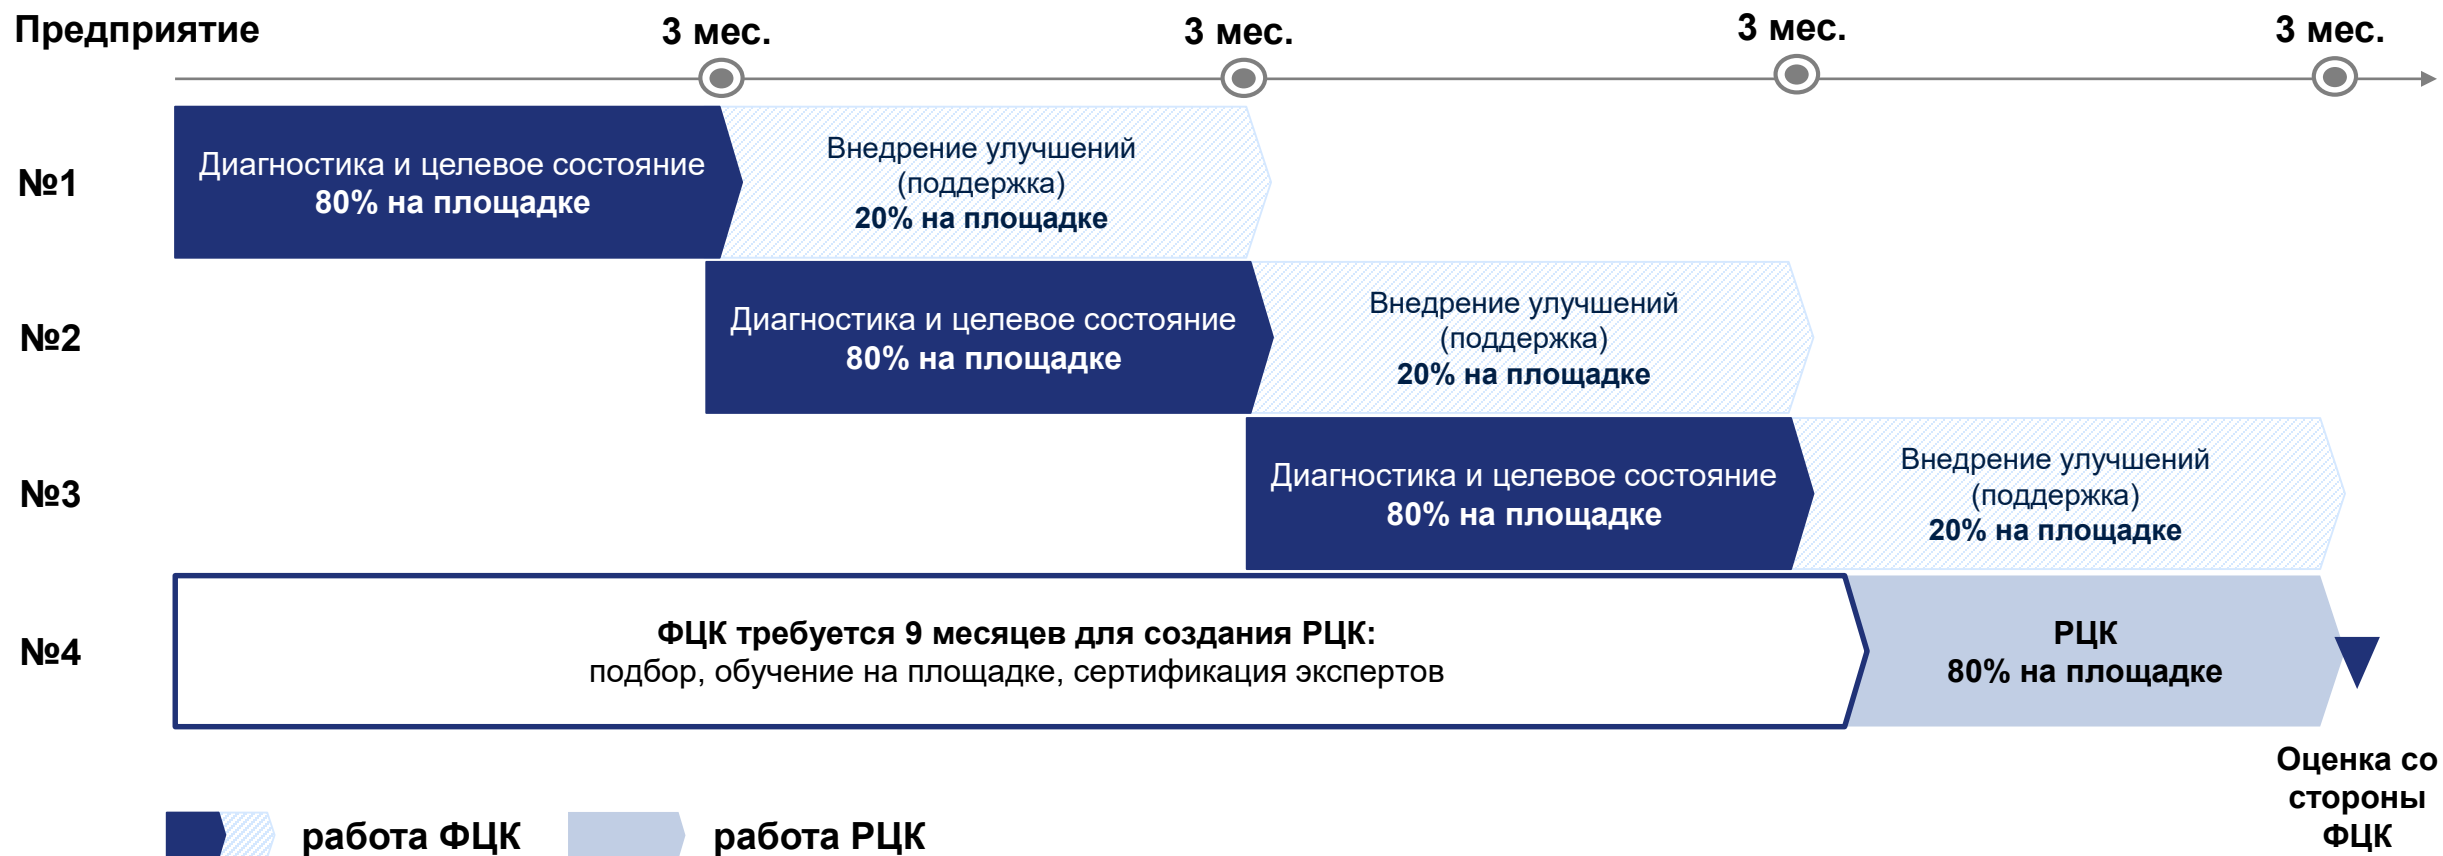 Предприятие
3 мес.
3 мес.
3 мес.
3 мес.
№1
Диагностика и целевое состояние
80% на площадке
Внедрение улучшений
(поддержка)
20% на площадке
№2
Диагностика и целевое состояние
80% на площадке
Внедрение улучшений
(поддержка)
20% на площадке
№3
Диагностика и целевое состояние
80% на площадке
Внедрение улучшений
(поддержка)
20% на площадке
№4
ФЦК требуется 9 месяцев для создания РЦК:
подбор, обучение на площадке, сертификация экспертов
РЦК
80% на площадке
Оценка со
стороны
ФЦК
работа ФЦК
работа РЦК